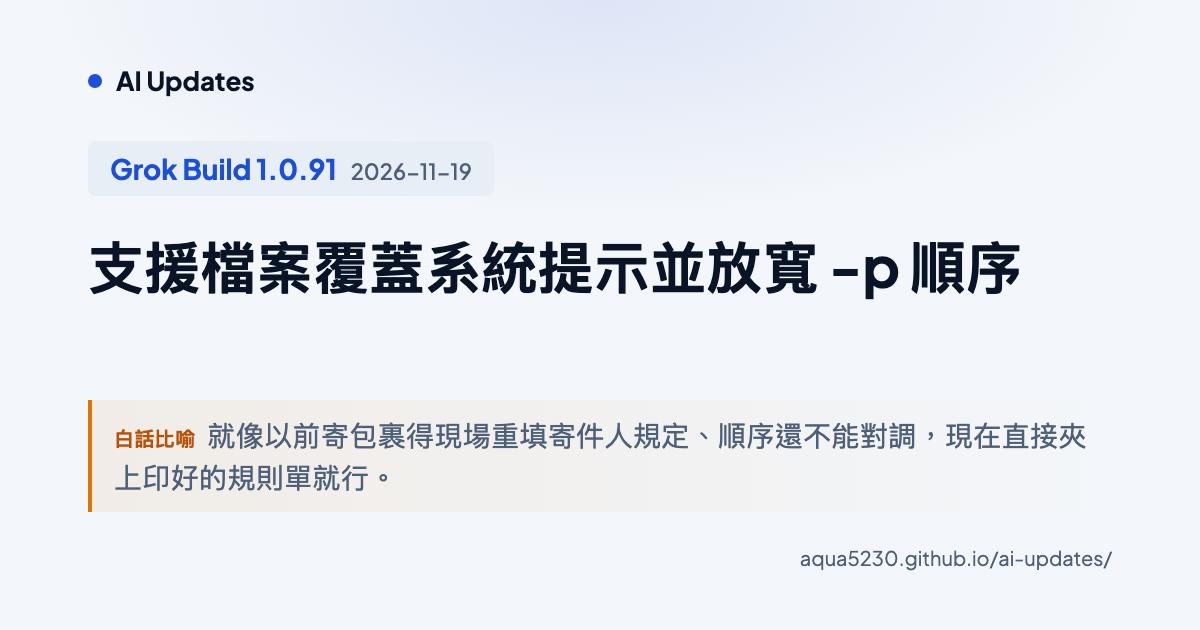 AI Updates
Grok Build 1.0.91 2026-11-19
支援檔案覆蓋系統提示並放寬 -p 順序
白話比喻 就像以前寄包裹得現場重填寄件人規定、順序還不能對調，現在直接夾
上印好的規則單就行。
aqua5230.github.io/ai-updates/